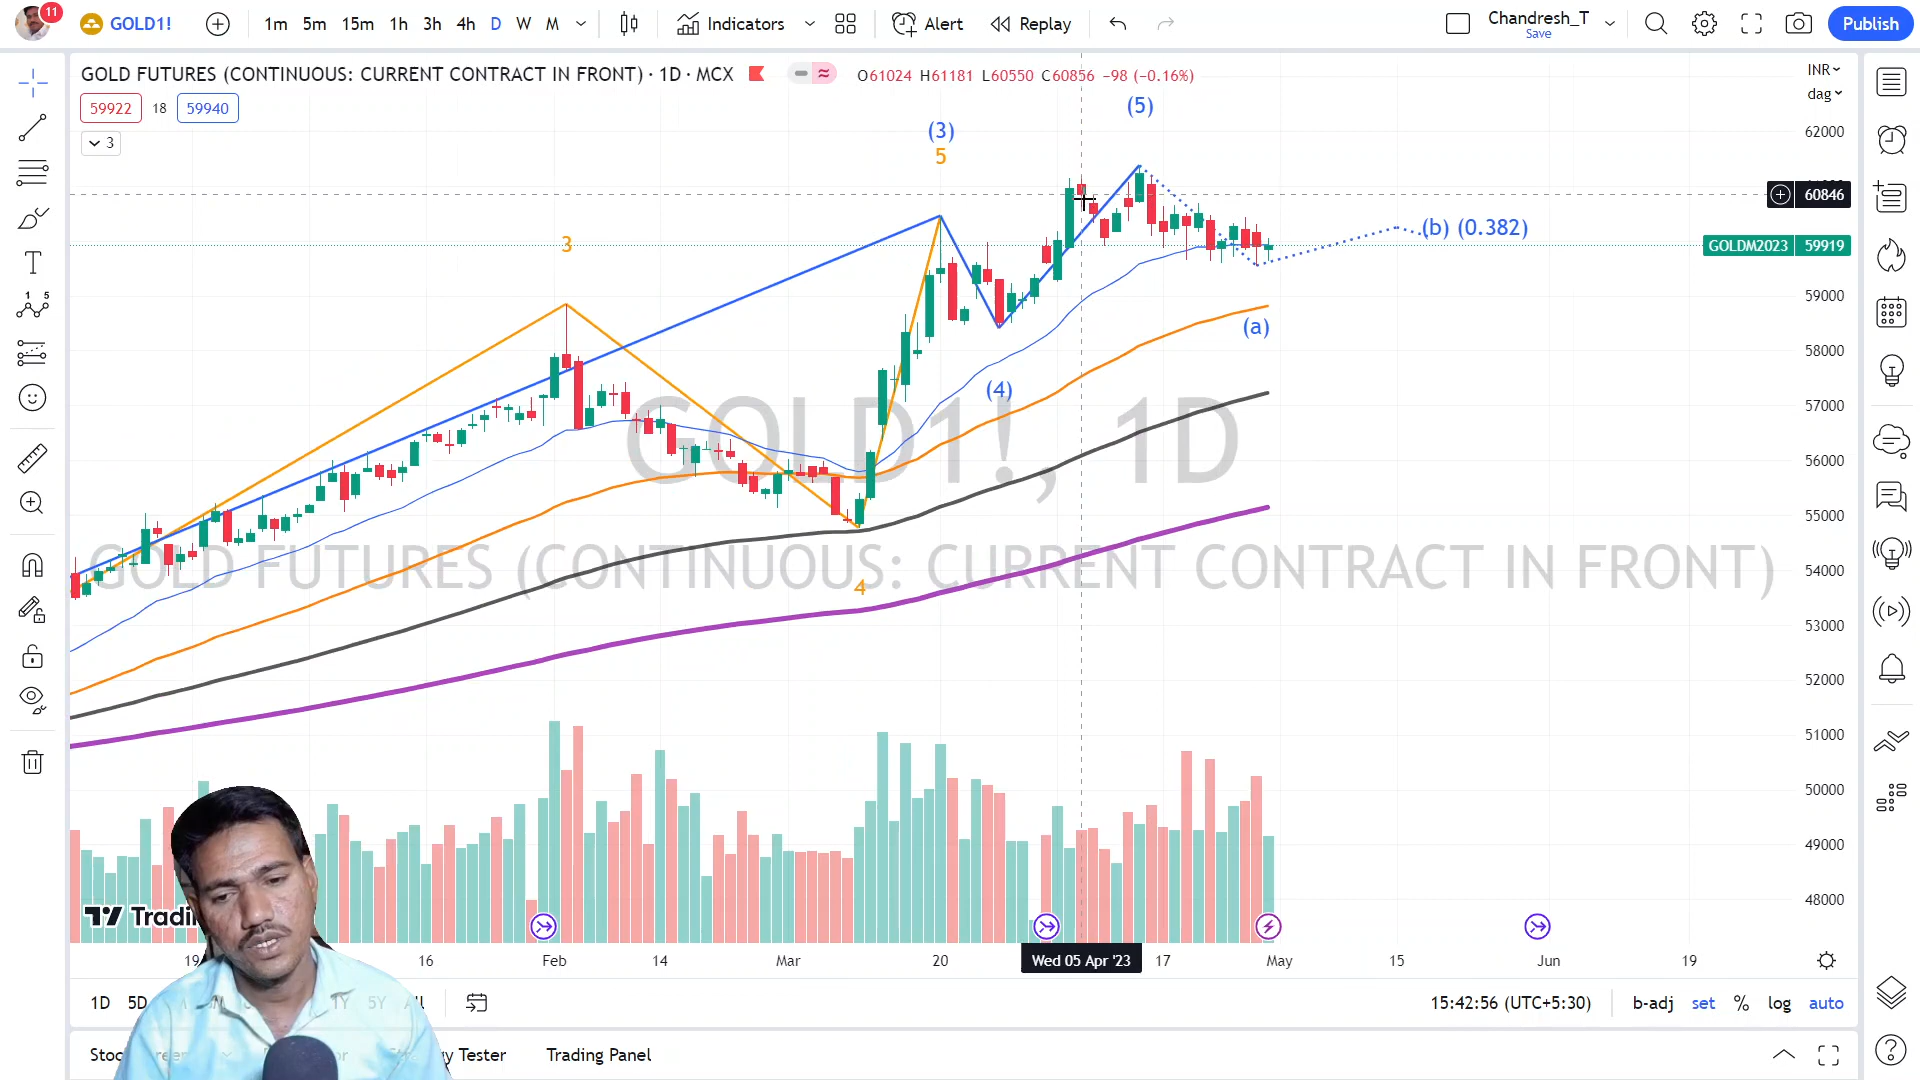 11
GOLD1! 1m 5m 15m 1h 3h 4h D W M Indicators Alert Replay Chandresh_T Save Publish
GOLD FUTURES (CONTINUOUS: CURRENT CONTRACT IN FRONT) · 1D · MCX O61024 H61181 L60550 C60856 −98 (−0.16%) INR
59922 18 59940 dag
3
(5)
(3)
5
62000
60846
3
(b) (0.382)
GOLDM2023 59919
59000
(a)
58000
(4)
57000
GOLD1!, 1D
56000
55000
GOLD FUTURES (CONTINUOUS: CURRENT CONTRACT IN FRONT)
54000
4
53000
52000
51000
50000
49000
48000
19 16 Feb 14 Mar 20 Wed 05 Apr '23 17 May 15 Jun 19
1D 5D 1Y 5Y 15:42:56 (UTC+5:30) b-adj set % log auto
Tester Trading Panel